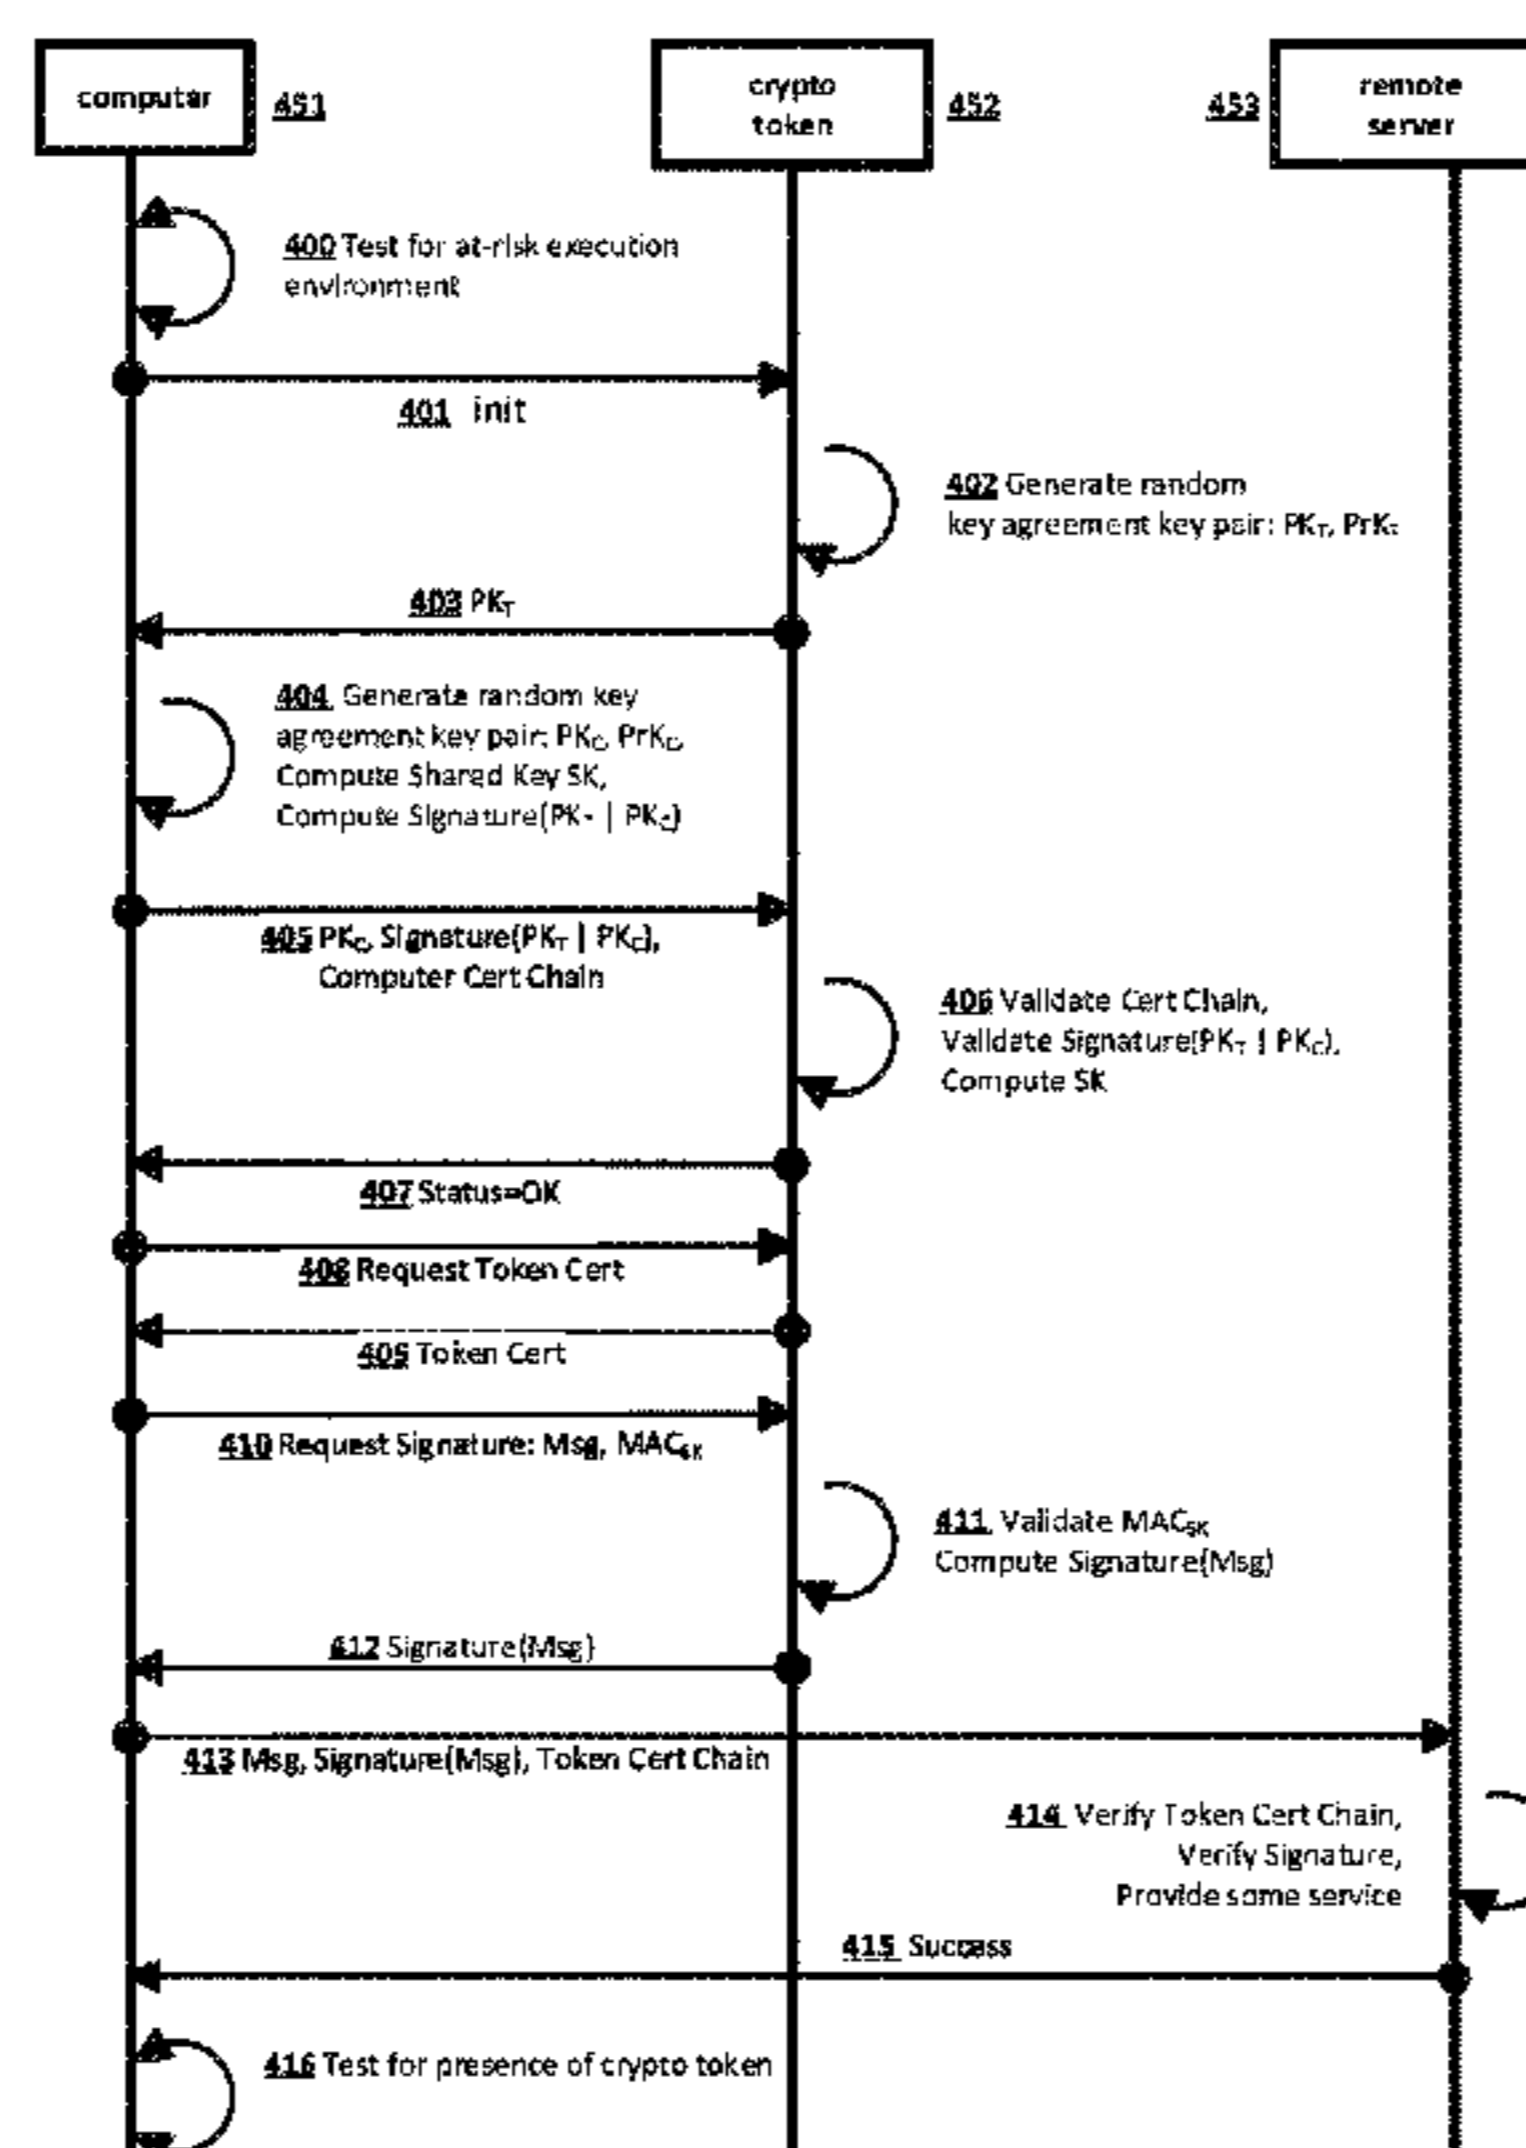 computer
451
crypto
token
452
453
remote
server
400 Test for at-risk execution
environment
401 init
402 Generate random
key agreement key pair: PKT, PrKT
403 PKT
404 Generate random key
agreement key pair: PKC, PrKC,
Compute Shared Key SK,
Compute Signature(PKT | PKC)
405 PKC, Signature(PKT | PKC),
Computer Cert Chain
406 Validate Cert Chain,
Validate Signature(PKT | PKC),
Compute SK
407 Status=OK
408 Request Token Cert
409 Token Cert
410 Request Signature: Msg, MACSK
411 Validate MACSK
Compute Signature(Msg)
412 Signature(Msg)
413 Msg, Signature(Msg), Token Cert Chain
414 Verify Token Cert Chain,
Verify Signature,
Provide some service
415 Success
416 Test for presence of crypto token